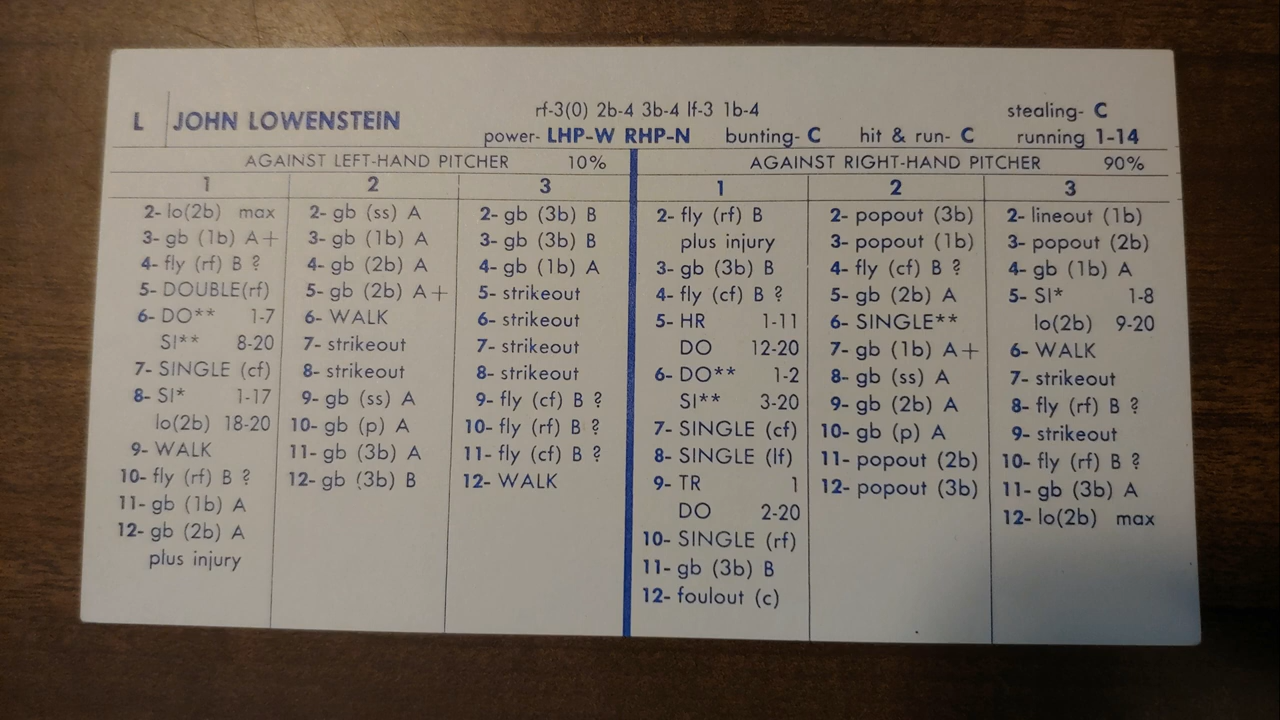 L JOHN LOWENSTEIN
rf-3(0) 2b-4 3b-4 lf-3 1b-4
stealing- C
power- LHP-W RHP-N bunting- C hit & run- C running 1-14
AGAINST LEFT-HAND PITCHER 10%
1 2 3
2- lo(2b) max
3- gb (1b) A+
4- fly (rf) B ?
5- DOUBLE(rf)
6- DO** 1-7
SI** 8-20
7- SINGLE (cf)
8- SI* 1-17
lo(2b) 18-20
9- WALK
10- fly (rf) B ?
11- gb (1b) A
12- gb (2b) A
plus injury
2- gb (ss) A
3- gb (1b) A
4- gb (2b) A
5- gb (2b) A+
6- WALK
7- strikeout
8- strikeout
9- gb (ss) A
10- gb (p) A
11- gb (3b) A
12- gb (3b) B
2- gb (3b) B
3- gb (3b) B
4- gb (1b) A
5- strikeout
6- strikeout
7- strikeout
8- strikeout
9- fly (cf) B ?
10- fly (rf) B ?
11- fly (cf) B ?
12- WALK
AGAINST RIGHT-HAND PITCHER 90%
1 2 3
2- fly (rf) B
plus injury
3- gb (3b) B
4- fly (cf) B ?
5- HR 1-11
DO 12-20
6- DO** 1-2
SI** 3-20
7- SINGLE (cf)
8- SINGLE (lf)
9- TR 1
DO 2-20
10- SINGLE (rf)
11- gb (3b) B
12- foulout (c)
2- popout (3b)
3- popout (1b)
4- fly (cf) B ?
5- gb (2b) A
6- SINGLE**
7- gb (1b) A+
8- gb (ss) A
9- gb (2b) A
10- gb (p) A
11- popout (2b)
12- popout (3b)
2- lineout (1b)
3- popout (2b)
4- gb (1b) A
5- SI* 1-8
lo(2b) 9-20
6- WALK
7- strikeout
8- fly (rf) B ?
9- strikeout
10- fly (rf) B ?
11- gb (3b) A
12- lo(2b) max